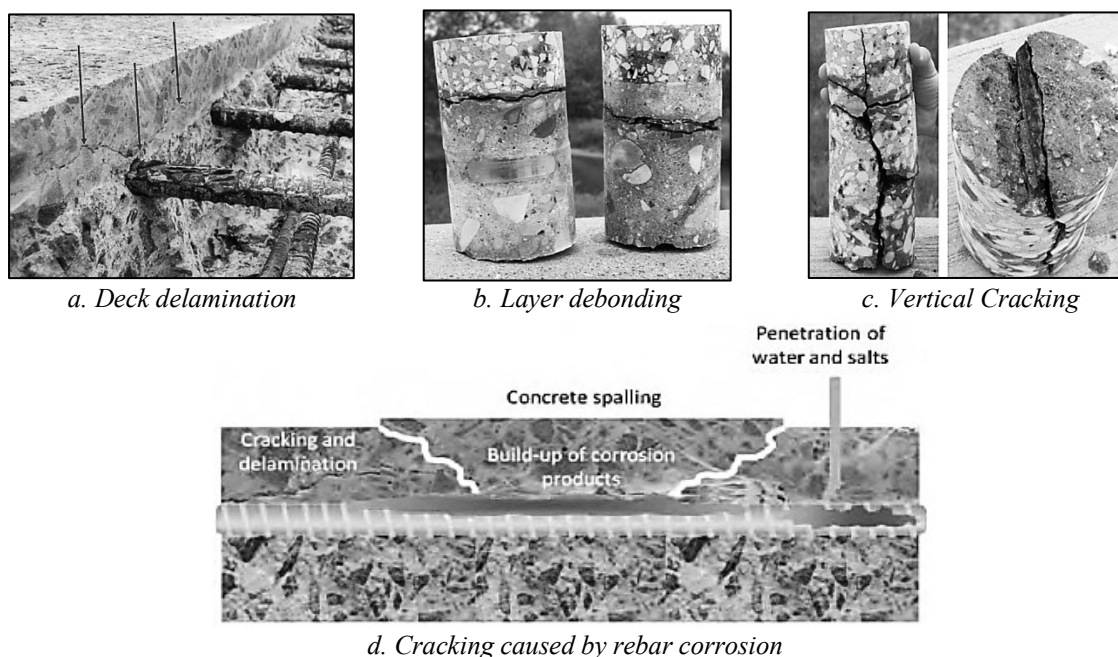 a. Deck delamination
b. Layer debonding
c. Vertical Cracking
Penetration of
water and salts
Concrete spalling
Cracking and
delamination
Build-up of corrosion
products
d. Cracking caused by rebar corrosion